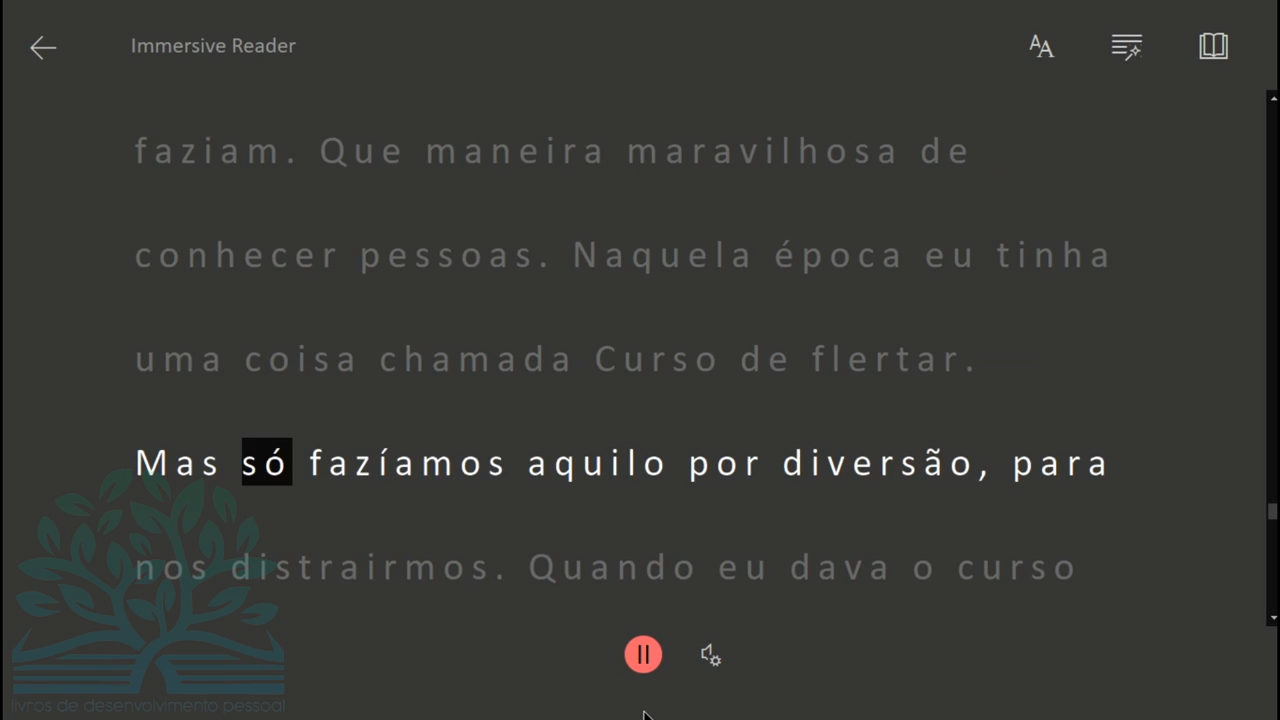 Immersive Reader
faziam. Que maneira maravilhosa de
conhecer pessoas. Naquela época eu tinha
uma coisa chamada Curso de flertar.
Mas só fazíamos aquilo por diversão, para
nos distrairmos. Quando eu dava o curso
livros de desenvolvimento pessoal